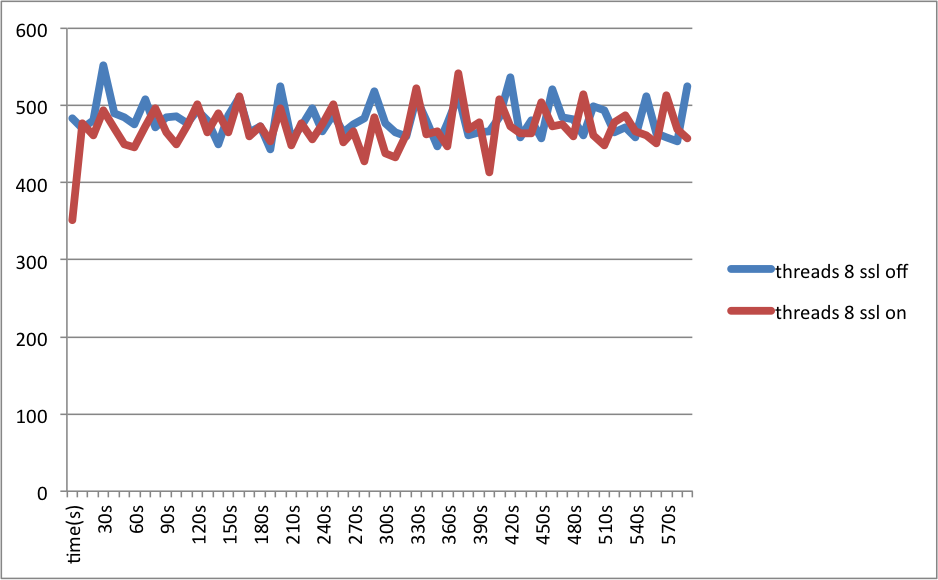 600
500
400
300
200
100
0
time(s)
30s
60s
90s
120s
150s
180s
210s
240s
270s
300s
330s
360s
390s
420s
450s
480s
510s
540s
570s
threads 8 ssl off
threads 8 ssl on